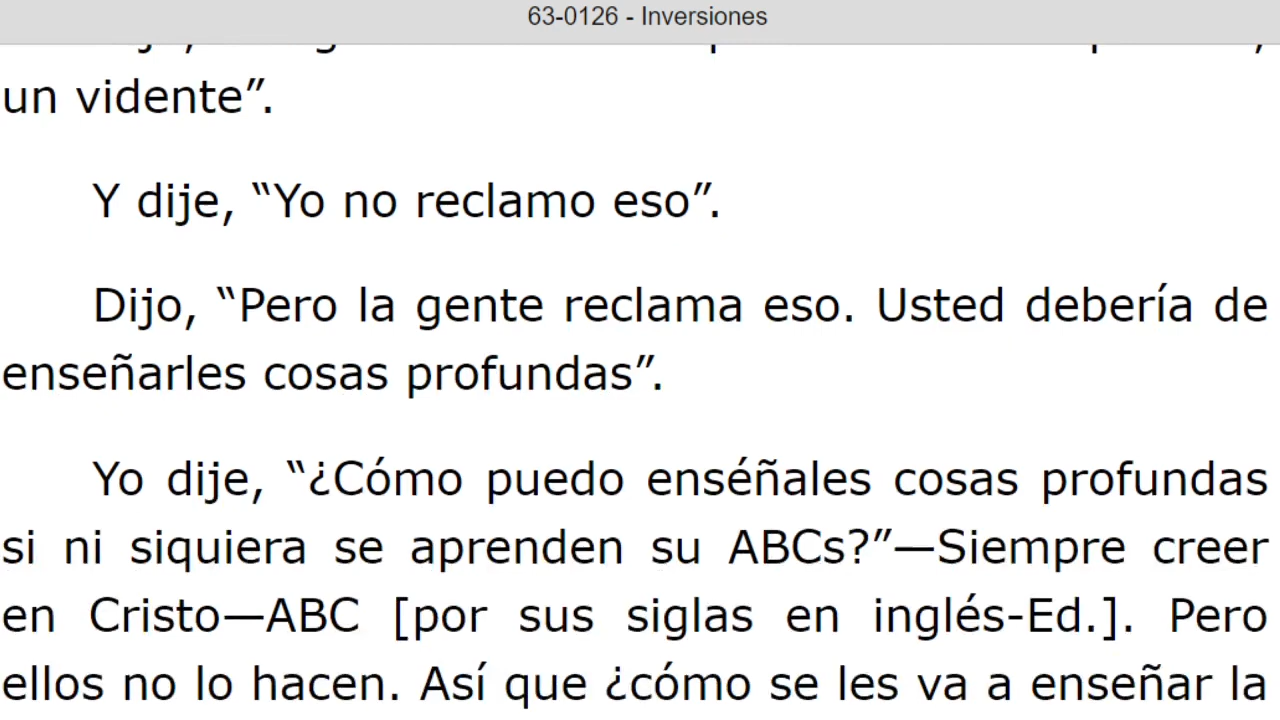 63-0126 - Inversiones
un vidente”.
Y dije, “Yo no reclamo eso”.
Dijo, “Pero la gente reclama eso. Usted debería de
enseñarles cosas profundas”.
Yo dije, “¿Cómo puedo enséñales cosas profundas
si ni siquiera se aprenden su ABCs?”—Siempre creer
en Cristo—ABC [por sus siglas en inglés-Ed.]. Pero
ellos no lo hacen. Así que ¿cómo se les va a enseñar la